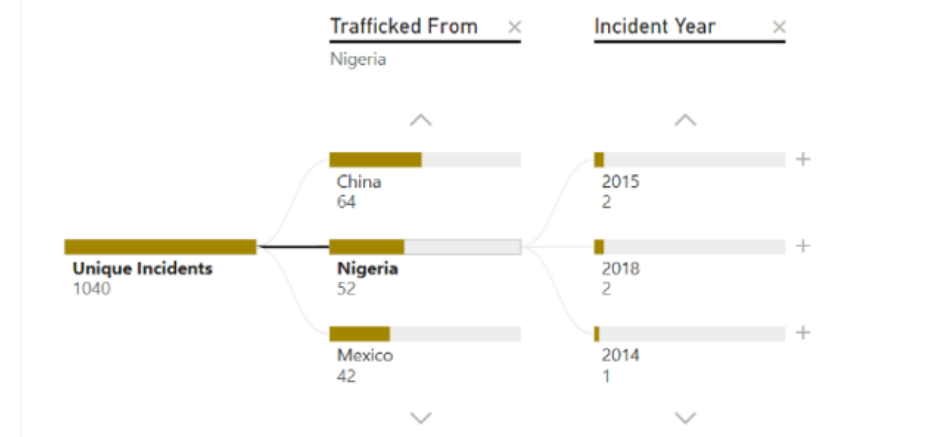 Trafficked From ×
Incident Year ×
Nigeria
China
64
2015
2
Unique Incidents
1040
Nigeria
52
2018
2
Mexico
42
2014
1